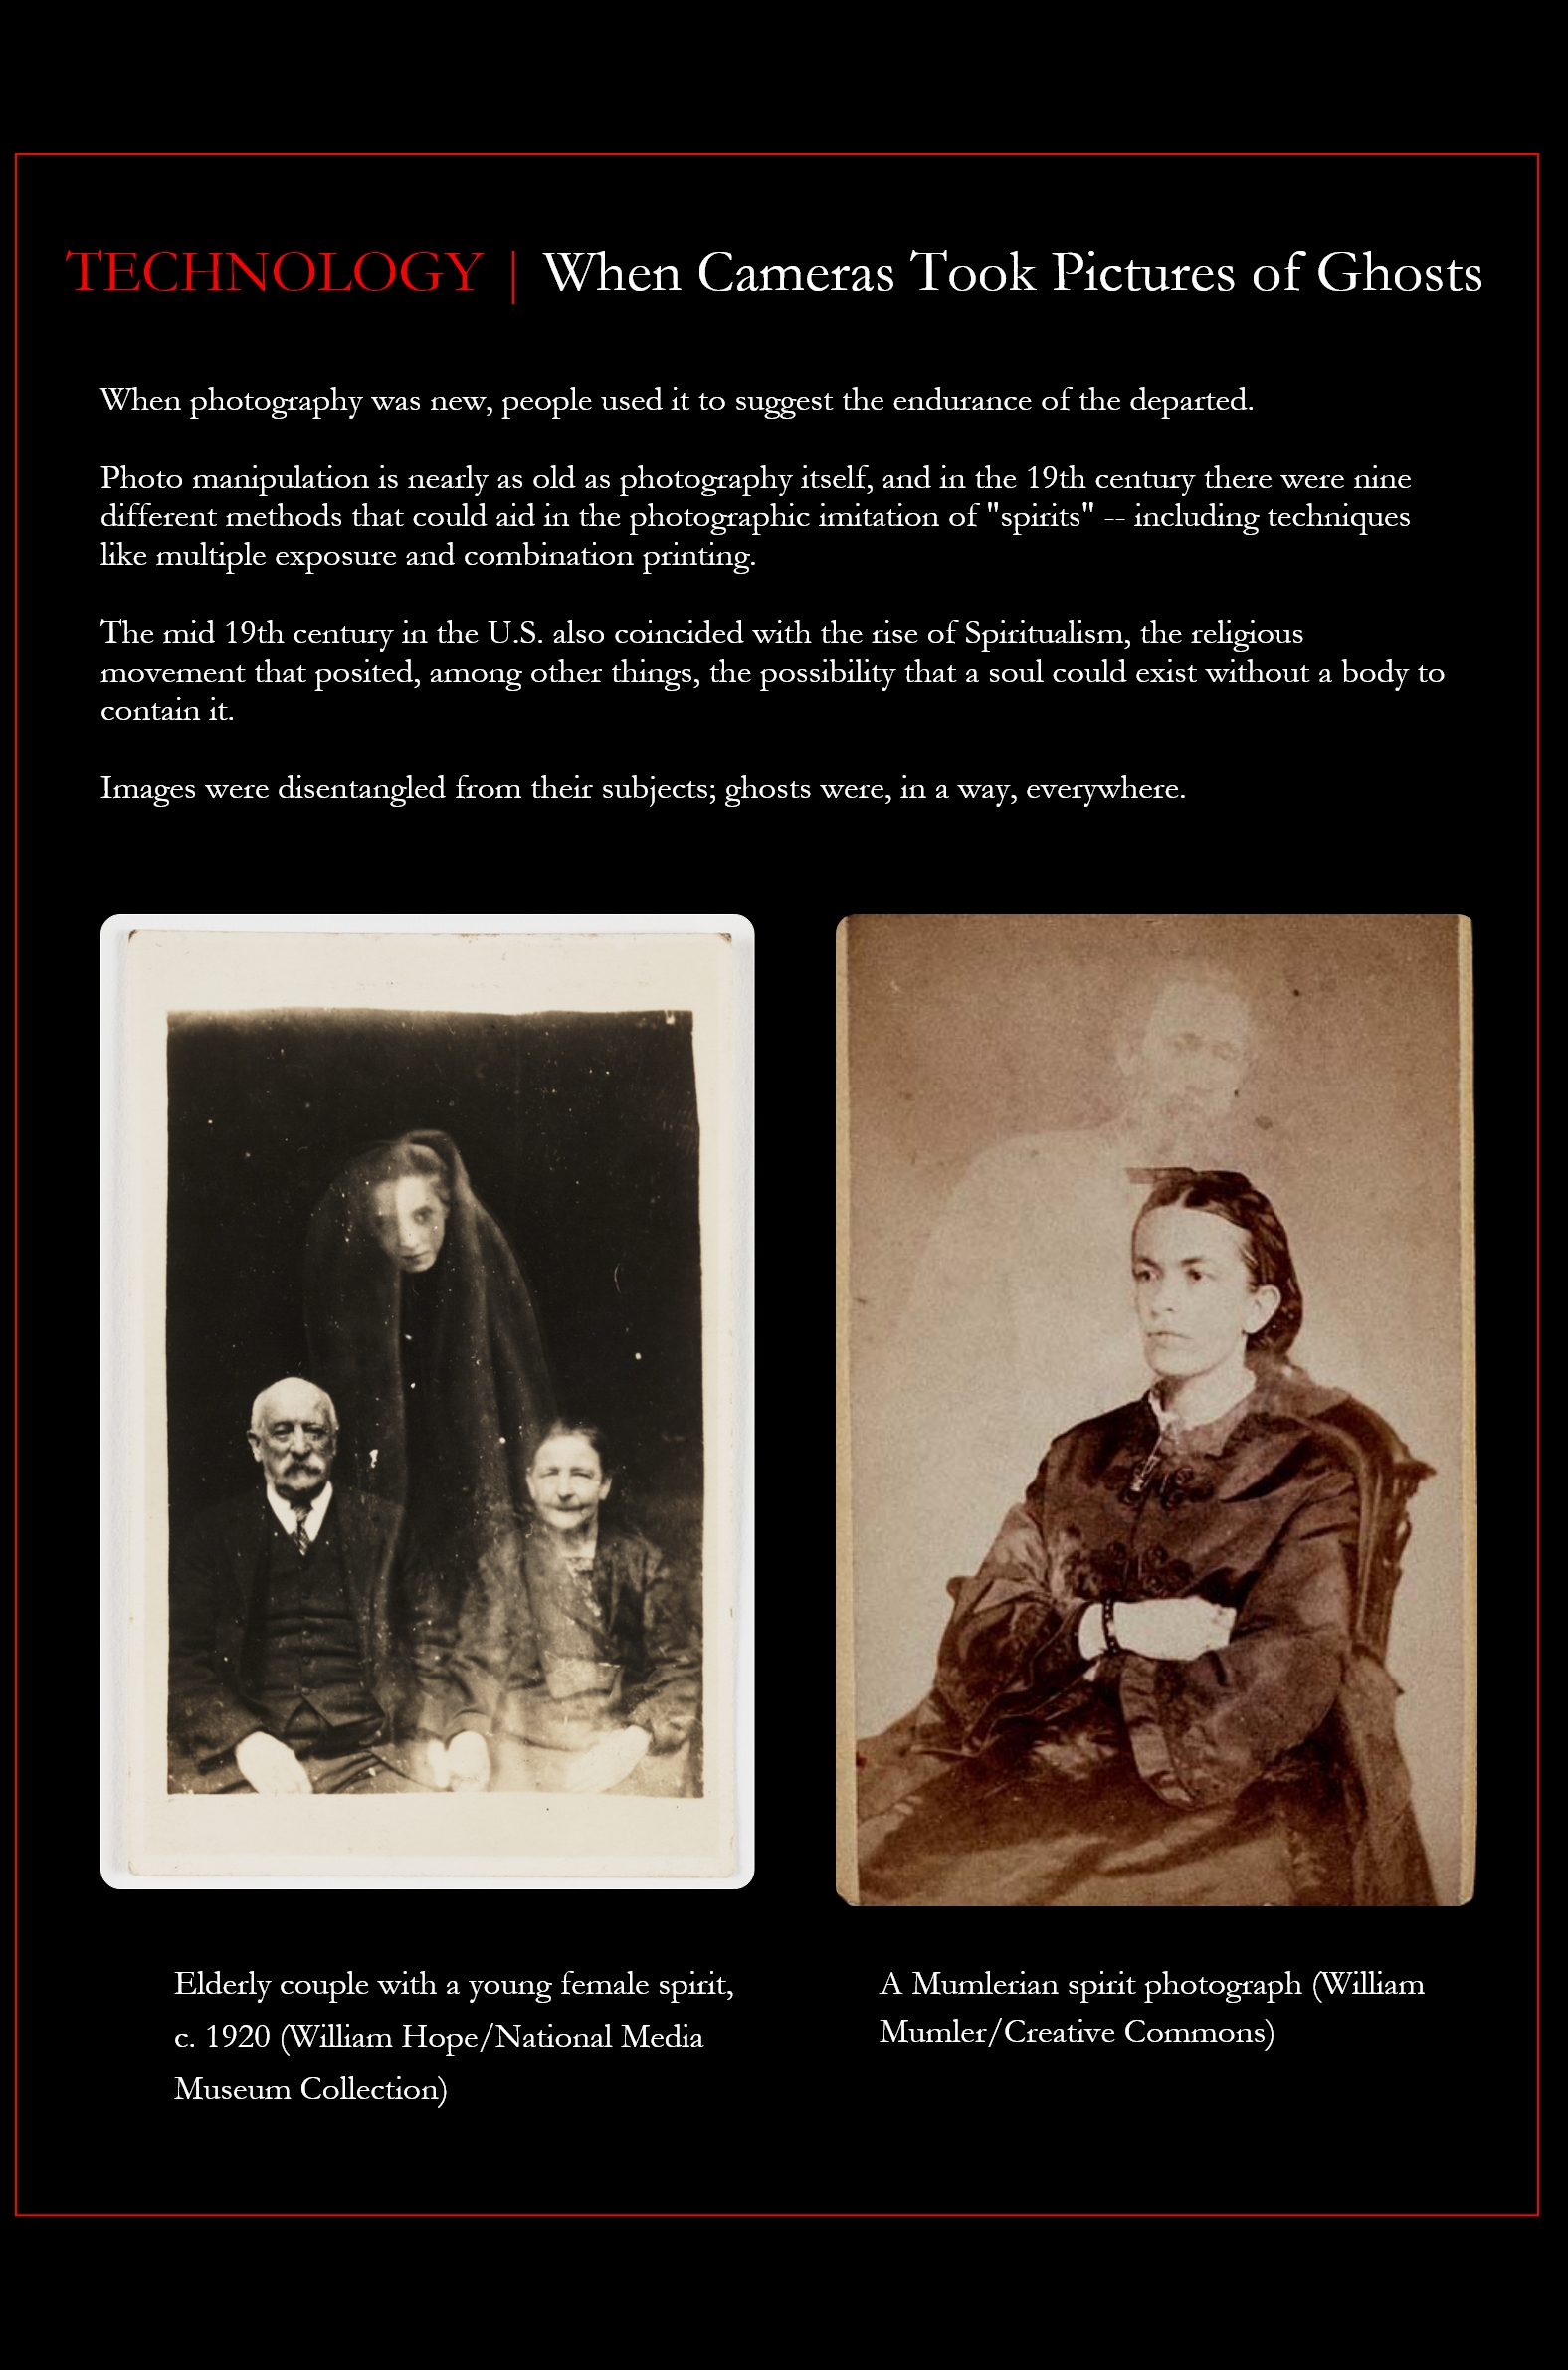 TECHNOLOGY | When Cameras Took Pictures of Ghosts
When photography was new, people used it to suggest the endurance of the departed.
Photo manipulation is nearly as old as photography itself, and in the 19th century there were nine
different methods that could aid in the photographic imitation of "spirits" -- including techniques
like multiple exposure and combination printing.
The mid 19th century in the U.S. also coincided with the rise of Spiritualism, the religious
movement that posited, among other things, the possibility that a soul could exist without a body to
contain it.
Images were disentangled from their subjects; ghosts were, in a way, everywhere.
Elderly couple with a young female spirit,
c. 1920 (William Hope/National Media
Museum Collection)
A Mumlerian spirit photograph (William
Mumler/Creative Commons)